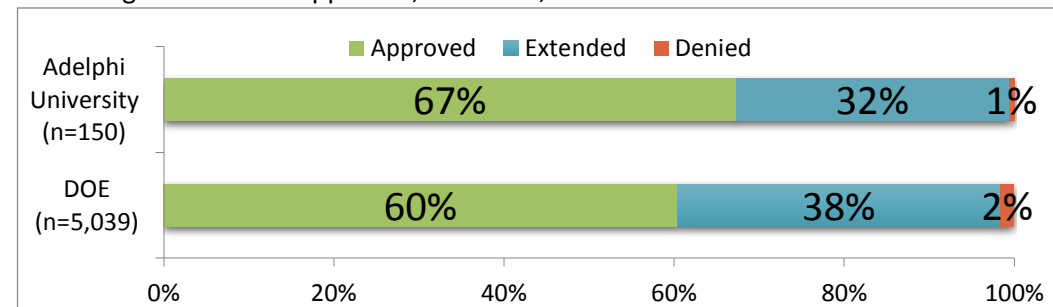 Approved Extended Denied
Adelphi
University
(n=150)
67% 32% 1%
DOE
(n=5,039)
60% 38% 2%
0% 20% 40% 60% 80% 100%